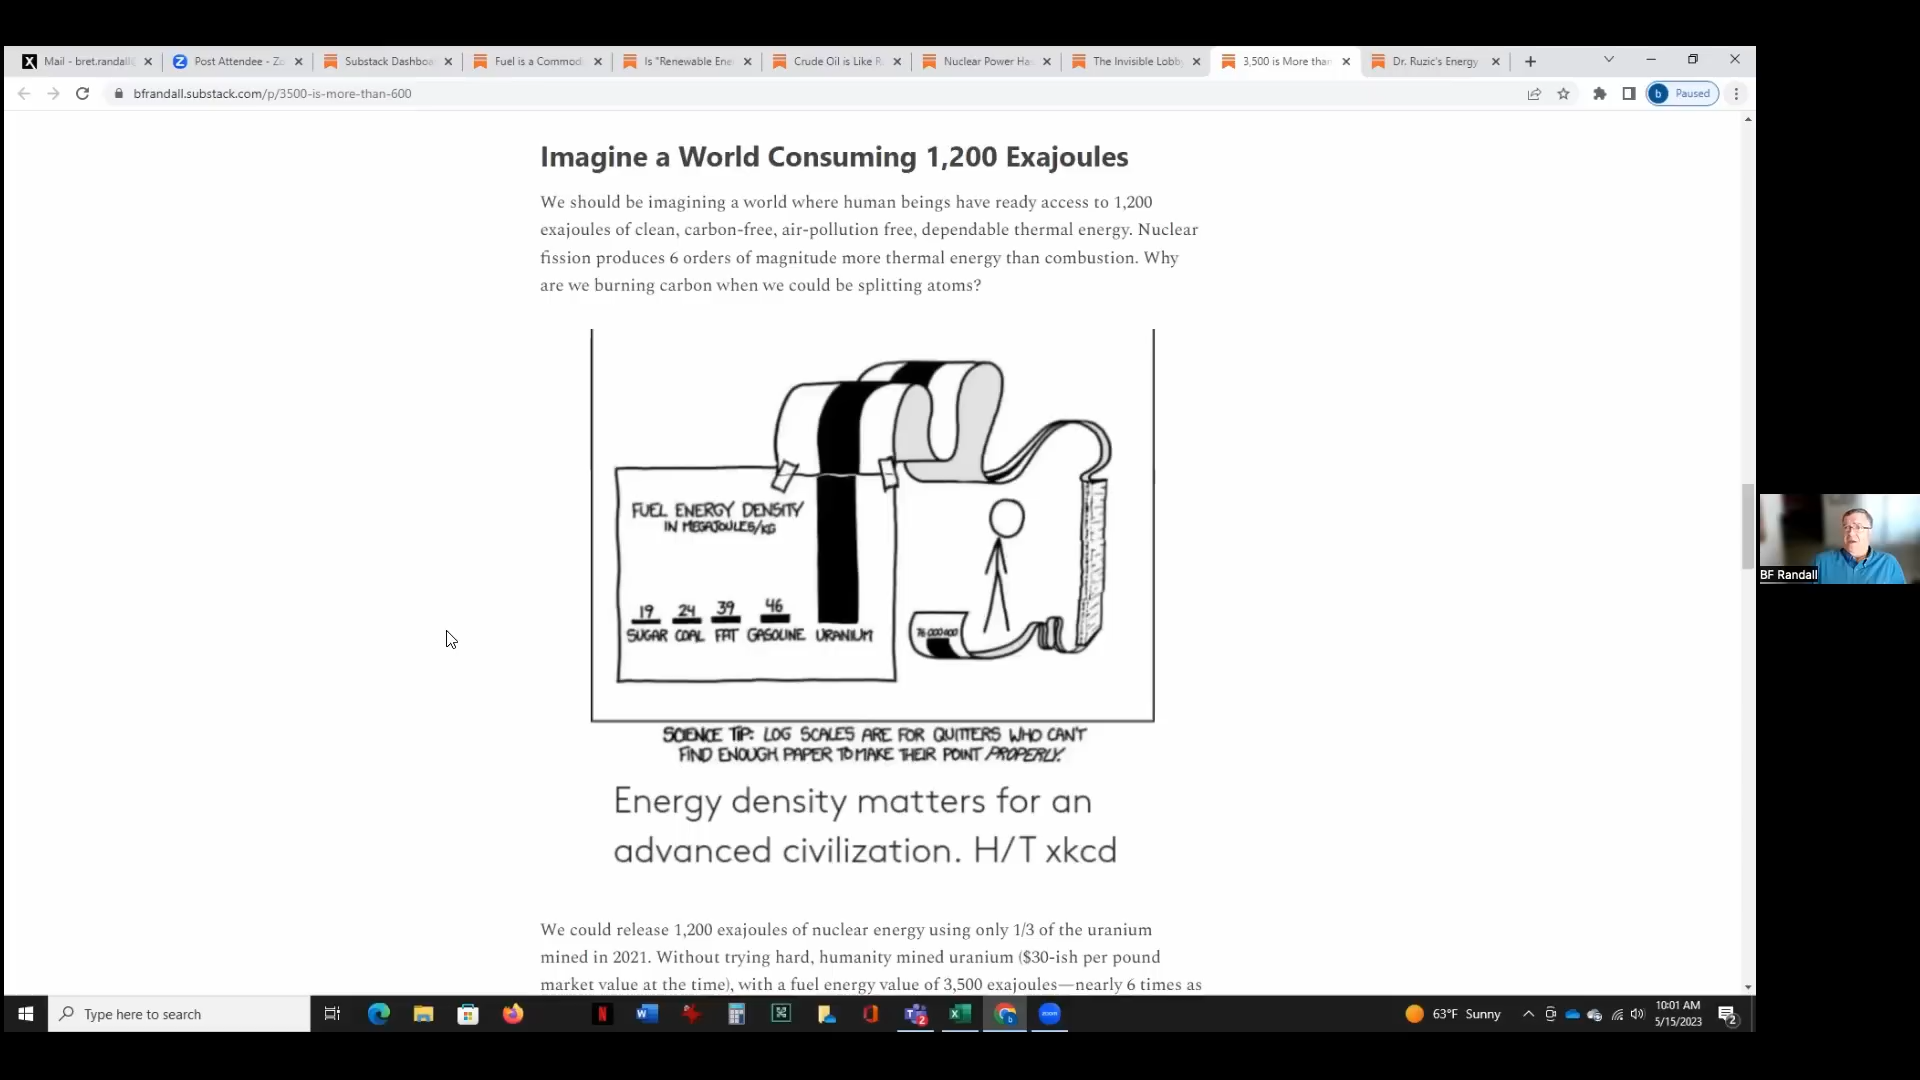 Mail - bret.randall@
Post Attendee - Zo
Substack Dashboa
Fuel is a Commod
Is "Renewable Ene
Crude Oil is Like R
Nuclear Power Ha
The Invisible Lobb
3,500 is More than
Dr. Ruzic's Energy
bfrandall.substack.com/p/3500-is-more-than-600
b Paused
Imagine a World Consuming 1,200 Exajoules
We should be imagining a world where human beings have ready access to 1,200
exajoules of clean, carbon-free, air-pollution free, dependable thermal energy. Nuclear
fission produces 6 orders of magnitude more thermal energy than combustion. Why
are we burning carbon when we could be splitting atoms?
FUEL ENERGY DENSITY
IN MEGAJOULES/KG
19 24 39 46
SUGAR COAL FAT GASOLINE URANIUM
76,000,000
SCIENCE TIP: LOG SCALES ARE FOR QUITTERS WHO CAN'T
FIND ENOUGH PAPER TO MAKE THEIR POINT PROPERLY.
Energy density matters for an
advanced civilization. H/T xkcd
We could release 1,200 exajoules of nuclear energy using only 1/3 of the uranium
mined in 2021. Without trying hard, humanity mined uranium ($30-ish per pound
market value at the time), with a fuel energy value of 3,500 exajoules—nearly 6 times as
BF Randall
Type here to search
63°F Sunny
10:01 AM
5/15/2023